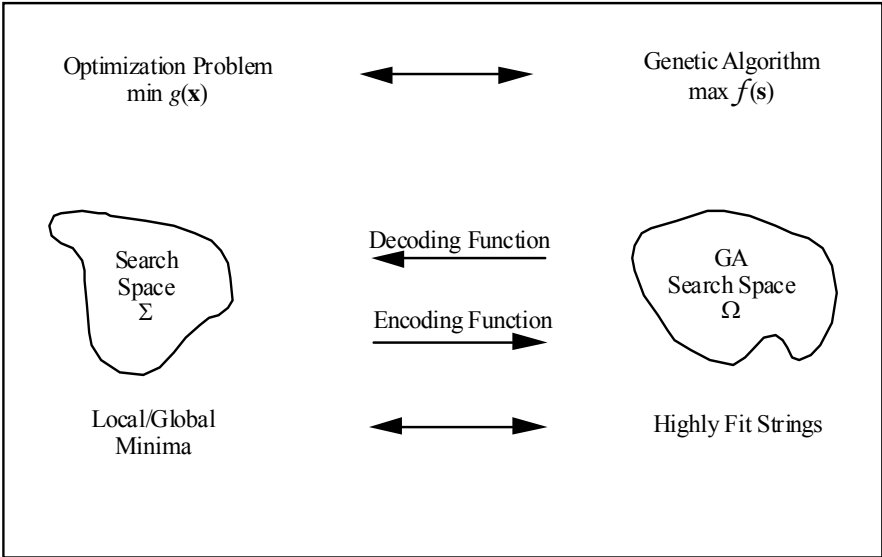 Optimization Problem
min g(x)
Genetic Algorithm
max f(s)
Search
Space
Σ
Decoding Function
Encoding Function
GA
Search Space
Ω
Local/Global
Minima
Highly Fit Strings